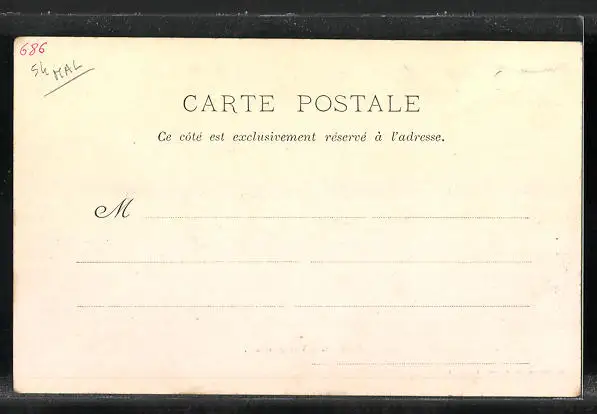 686
54 MAL
CARTE POSTALE
Ce côté est exclusivement réservé à l'adresse.
M